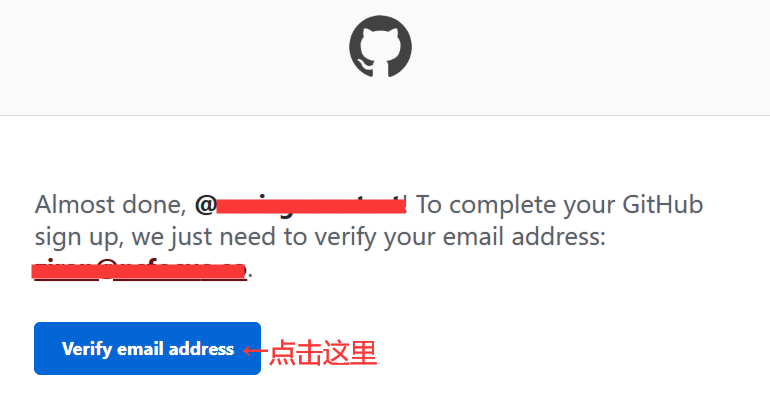 Almost done, @! To complete your GitHub
sign up, we just need to verify your email address:
.
Verify email address ←点击这里